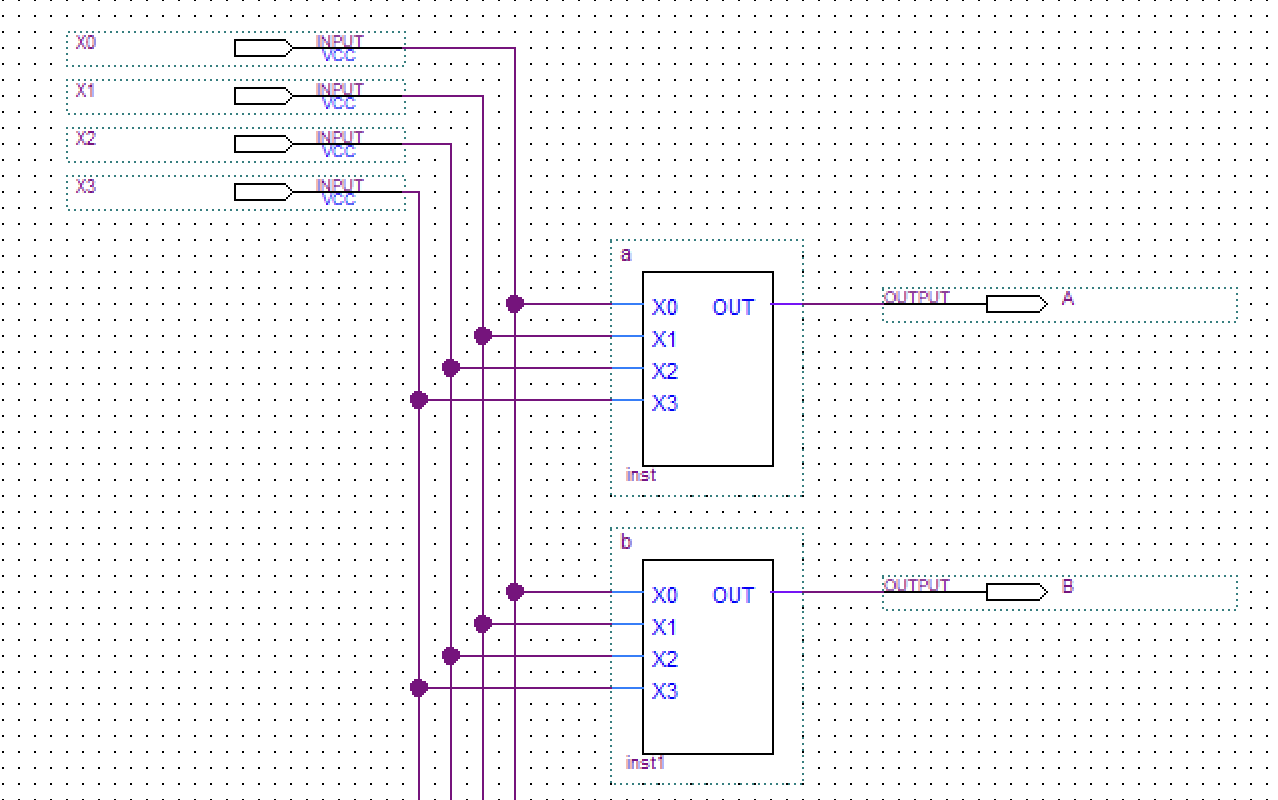 X0 INPUT
VCC
X1 INPUT
VCC
X2 INPUT
VCC
X3 INPUT
VCC
a
X0 OUT OUTPUT A
X1
X2
X3
inst
b
X0 OUT OUTPUT B
X1
X2
X3
inst1